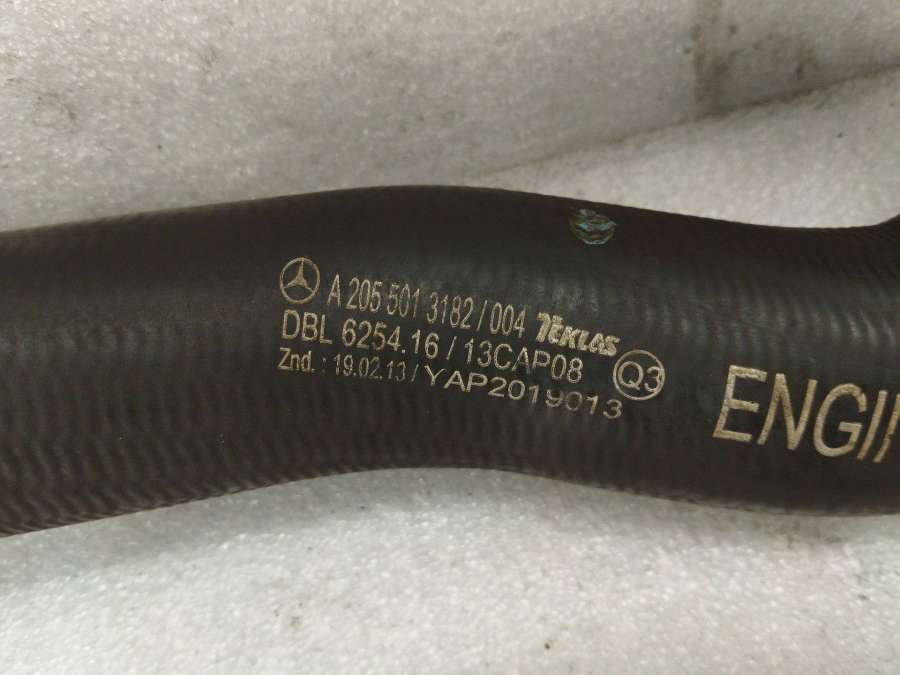 A 205 501 3182 / 004 TEKLAS
DBL 6254.16 / 13CAP08
Znd. : 19.02.13 / YAP2019013 Q3
ENGI